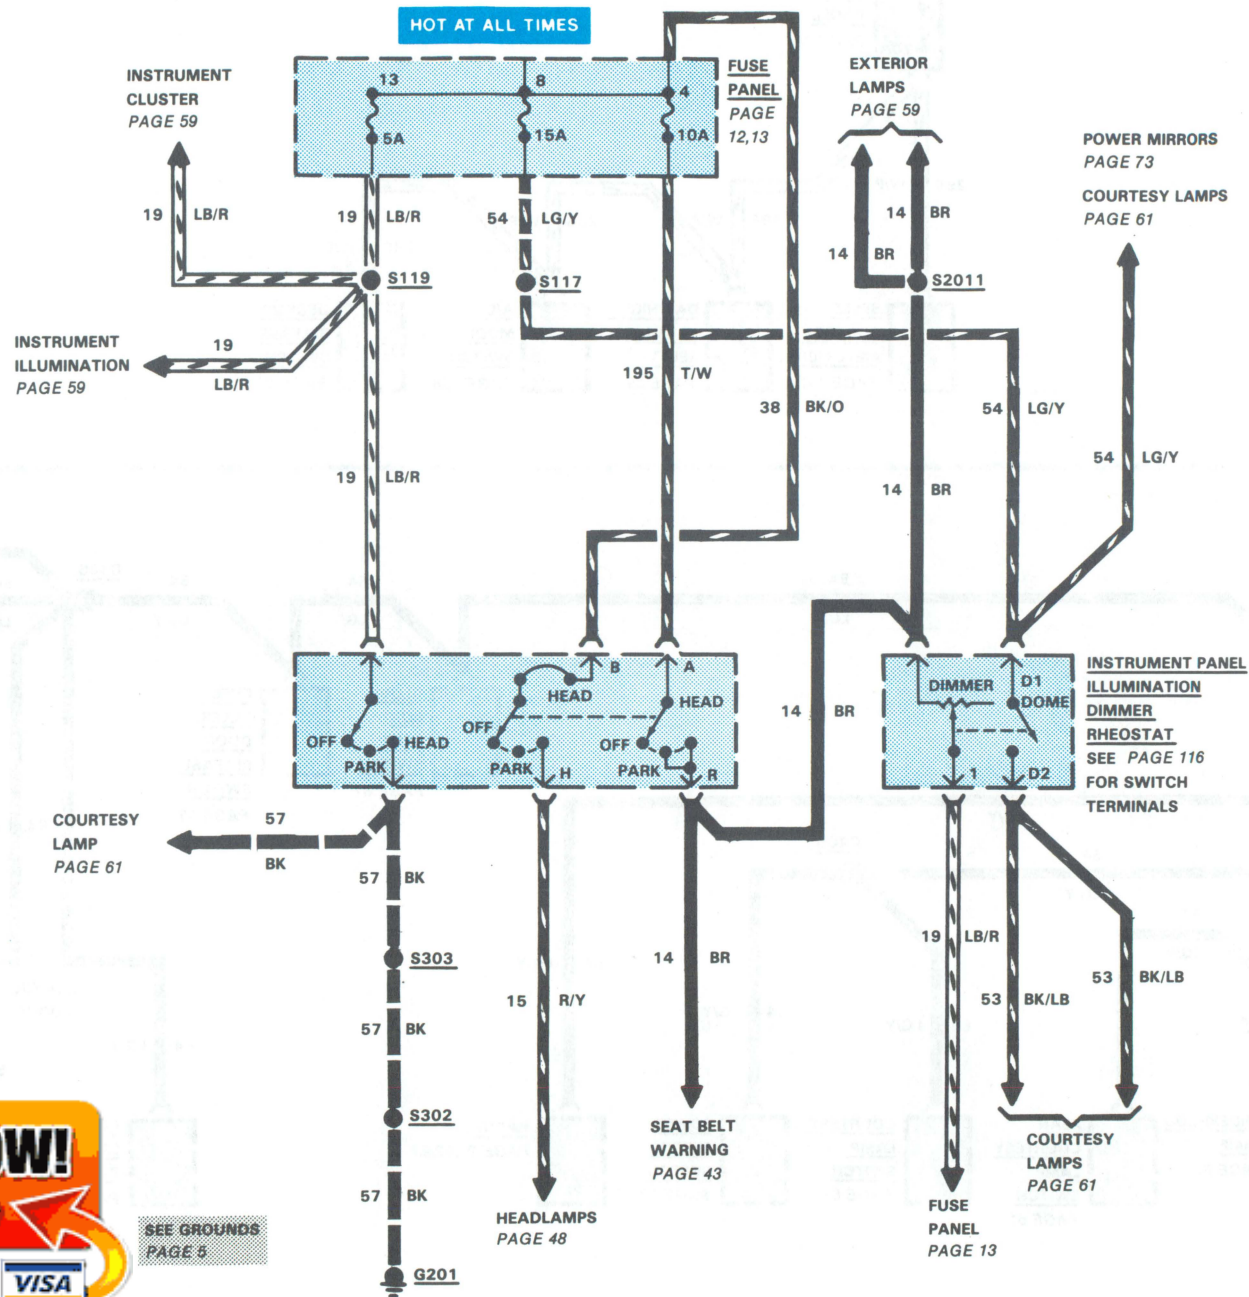 HOT AT ALL TIMES
INSTRUMENT
CLUSTER
PAGE 59
13
8
4
5A
15A
10A
FUSE
PANEL
PAGE
12,13
EXTERIOR
LAMPS
PAGE 59
POWER MIRRORS
PAGE 73
COURTESY LAMPS
PAGE 61
19 LB/R
19 LB/R
54 LG/Y
14 BR
14 BR
S119
S117
S2011
INSTRUMENT
ILLUMINATION
PAGE 59
19
LB/R
195 T/W
38 BK/O
54 LG/Y
54 LG/Y
19 LB/R
14 BR
B
A
HEAD
HEAD
OFF
HEAD
PARK
OFF
PARK
H
OFF
PARK
R
14 BR
DIMMER
D1
DOME
1
D2
INSTRUMENT PANEL
ILLUMINATION
DIMMER
RHEOSTAT
SEE PAGE 116
FOR SWITCH
TERMINALS
COURTESY
LAMP
PAGE 61
57
BK
57 BK
S303
57 BK
S302
57 BK
G201
15 R/Y
14 BR
19 LB/R
53 BK/LB
53 BK/LB
SEAT BELT
WARNING
PAGE 43
HEADLAMPS
PAGE 48
COURTESY
LAMPS
PAGE 61
FUSE
PANEL
PAGE 13
SEE GROUNDS
PAGE 5
OW!
VISA